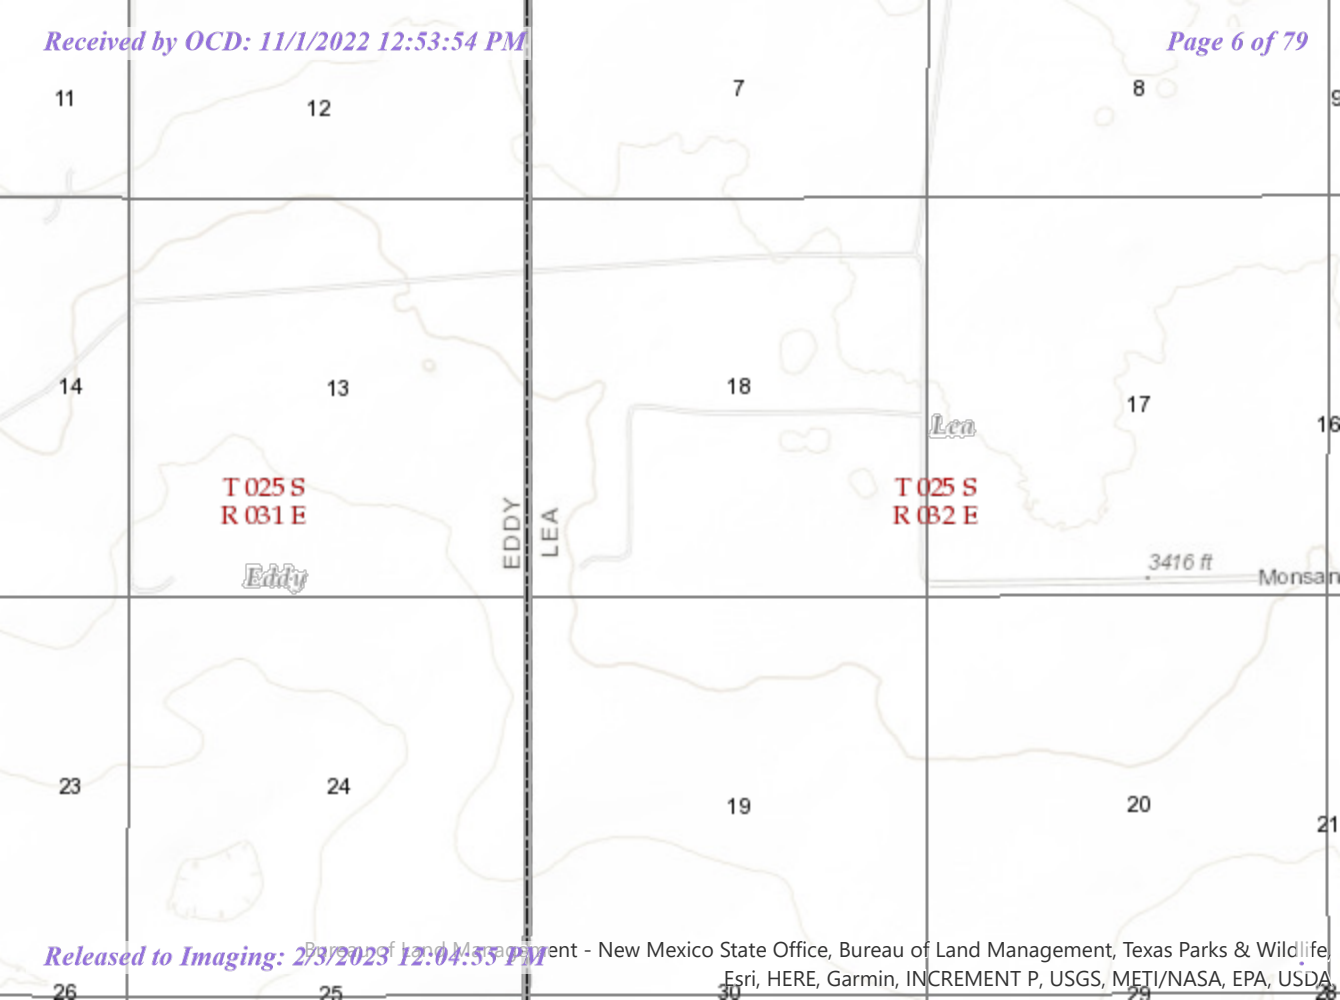 Received by OCD: 11/1/2022 12:53:54 PM
Page 6 of 79
7
8
9
11
12
14
13
18
17
16
Lea
T 025 S
R 031 E
T 025 S
R 032 E
EDDY
LEA
Eddy
3416 ft
Monsan
23
24
19
20
21
Released to Imaging: 2/3/2023 12:04:55 PM
Bureau of Land Management - New Mexico State Office, Bureau of Land Management, Texas Parks & Wildlife,
Esri, HERE, Garmin, INCREMENT P, USGS, METI/NASA, EPA, USDA
26
25
30
29
28